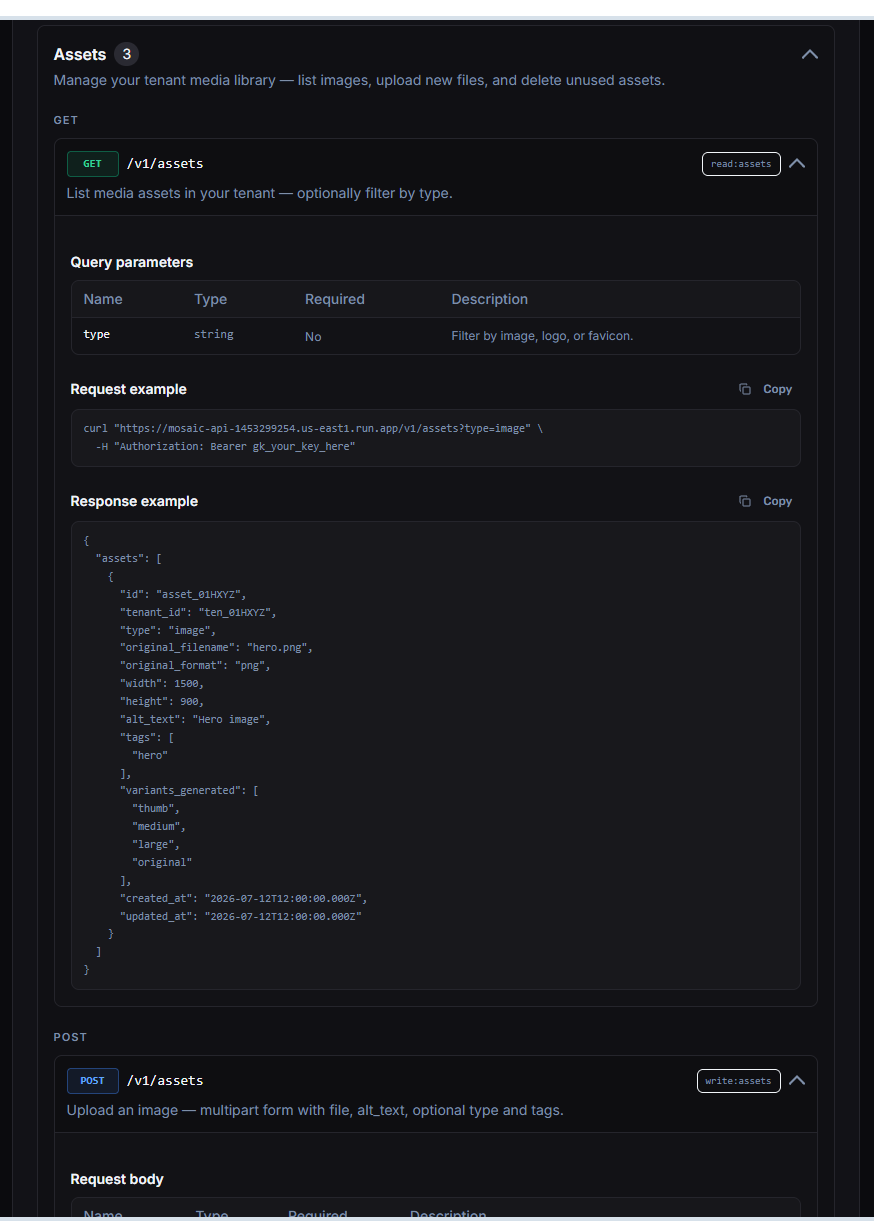 Assets 3
Manage your tenant media library — list images, upload new files, and delete unused assets.
GET
GET /v1/assets read:assets
List media assets in your tenant — optionally filter by type.
Query parameters
Name Type Required Description
type string No Filter by image, logo, or favicon.
Request example Copy
curl "https://mosaic-api-1453299254.us-east1.run.app/v1/assets?type=image" \
-H "Authorization: Bearer gk_your_key_here"
Response example Copy
{
"assets": [
{
"id": "asset_01HXYZ",
"tenant_id": "ten_01HXYZ",
"type": "image",
"original_filename": "hero.png",
"original_format": "png",
"width": 1500,
"height": 900,
"alt_text": "Hero image",
"tags": [
"hero"
],
"variants_generated": [
"thumb",
"medium",
"large",
"original"
],
"created_at": "2026-07-12T12:00:00.000Z",
"updated_at": "2026-07-12T12:00:00.000Z"
}
]
}
POST
POST /v1/assets write:assets
Upload an image — multipart form with file, alt_text, optional type and tags.
Request body
Name Type Required Description